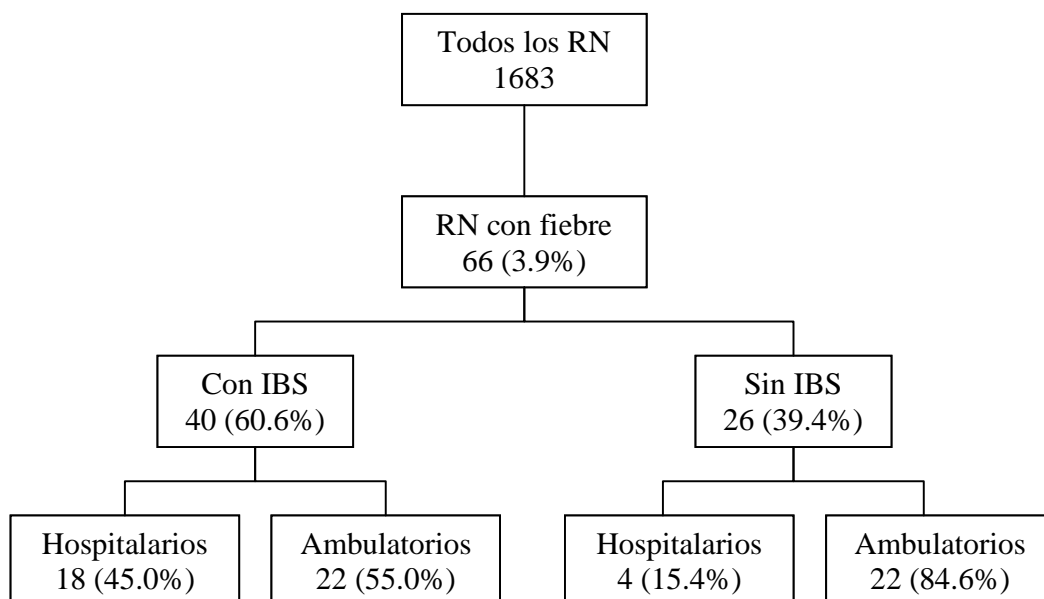 Todos los RN
1683
RN con fiebre
66 (3.9%)
Con IBS
40 (60.6%)
Sin IBS
26 (39.4%)
Hospitalarios
18 (45.0%)
Ambulatorios
22 (55.0%)
Hospitalarios
4 (15.4%)
Ambulatorios
22 (84.6%)